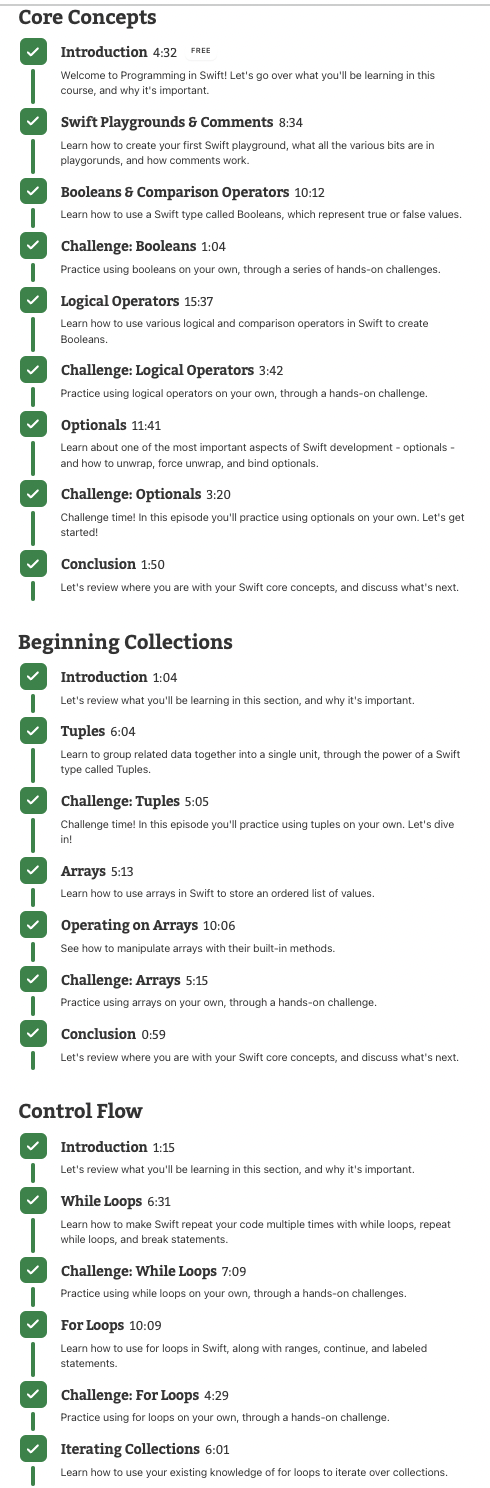 Core Concepts
Introduction 4:32 FREE
Welcome to Programming in Swift! Let's go over what you'll be learning in this
course, and why it's important.
Swift Playgrounds & Comments 8:34
Learn how to create your first Swift playground, what all the various bits are in
playgorunds, and how comments work.
Booleans & Comparison Operators 10:12
Learn how to use a Swift type called Booleans, which represent true or false values.
Challenge: Booleans 1:04
Practice using booleans on your own, through a series of hands-on challenges.
Logical Operators 15:37
Learn how to use various logical and comparison operators in Swift to create
Booleans.
Challenge: Logical Operators 3:42
Practice using logical operators on your own, through a hands-on challenge.
Optionals 11:41
Learn about one of the most important aspects of Swift development - optionals -
and how to unwrap, force unwrap, and bind optionals.
Challenge: Optionals 3:20
Challenge time! In this episode you'll practice using optionals on your own. Let's get
started!
Conclusion 1:50
Let's review where you are with your Swift core concepts, and discuss what's next.
Beginning Collections
Introduction 1:04
Let's review what you'll be learning in this section, and why it's important.
Tuples 6:04
Learn to group related data together into a single unit, through the power of a Swift
type called Tuples.
Challenge: Tuples 5:05
Challenge time! In this episode you'll practice using tuples on your own. Let's dive
in!
Arrays 5:13
Learn how to use arrays in Swift to store an ordered list of values.
Operating on Arrays 10:06
See how to manipulate arrays with their built-in methods.
Challenge: Arrays 5:15
Practice using arrays on your own, through a hands-on challenge.
Conclusion 0:59
Let's review where you are with your Swift core concepts, and discuss what's next.
Control Flow
Introduction 1:15
Let's review what you'll be learning in this section, and why it's important.
While Loops 6:31
Learn how to make Swift repeat your code multiple times with while loops, repeat
while loops, and break statements.
Challenge: While Loops 7:09
Practice using while loops on your own, through a hands-on challenges.
For Loops 10:09
Learn how to use for loops in Swift, along with ranges, continue, and labeled
statements.
Challenge: For Loops 4:29
Practice using for loops on your own, through a hands-on challenge.
Iterating Collections 6:01
Learn how to use your existing knowledge of for loops to iterate over collections.